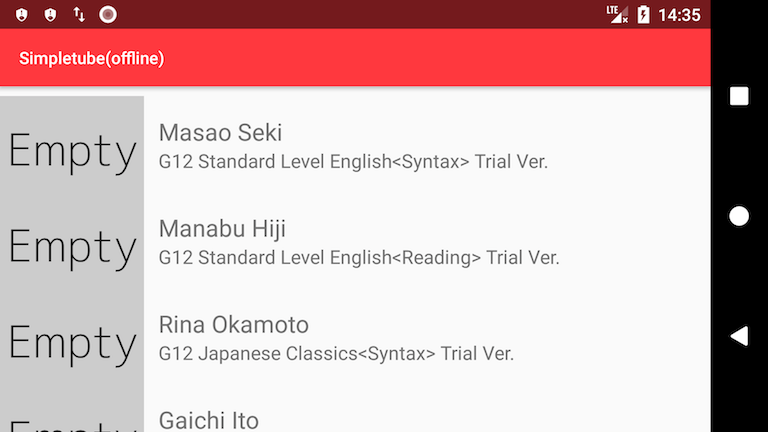 LTE 14:35
Simpletube(offline)
Empty
Masao Seki
G12 Standard Level English<Syntax> Trial Ver.
Empty
Manabu Hiji
G12 Standard Level English<Reading> Trial Ver.
Empty
Rina Okamoto
G12 Japanese Classics<Syntax> Trial Ver.
Empty
Gaichi Ito